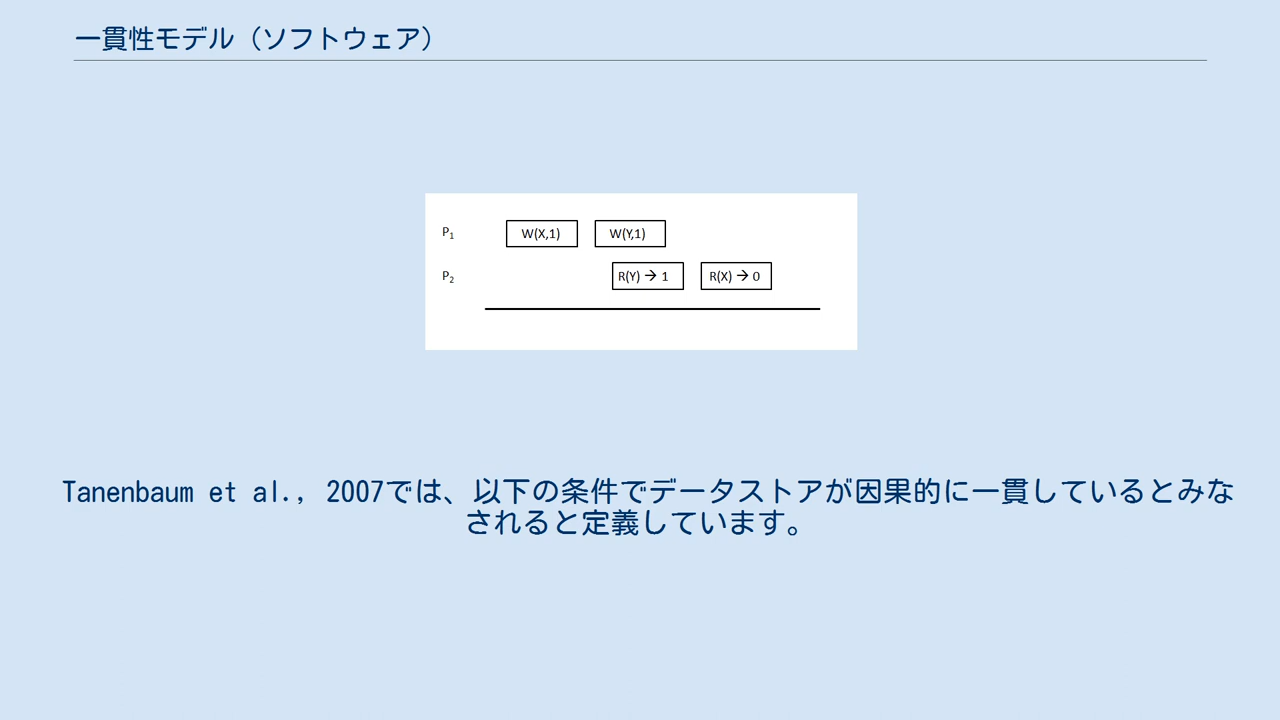 一貫性モデル（ソフトウェア）
P1 W(X,1) W(Y,1)
P2 R(Y) → 1 R(X) → 0
Tanenbaum et al., 2007では、以下の条件でデータストアが因果的に一貫しているとみな
されると定義しています。